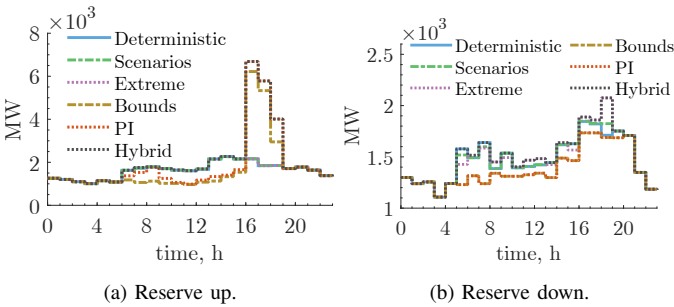 ×10³
Deterministic
Scenarios
Extreme
Bounds
PI
Hybrid
MW
8
6
4
2
0
0 4 8 12 16 20
time, h
(a) Reserve up.
×10³
Deterministic Bounds
Scenarios PI
Extreme Hybrid
MW
2.6
2
1.5
1
0 4 8 12 16 20
time, h
(b) Reserve down.